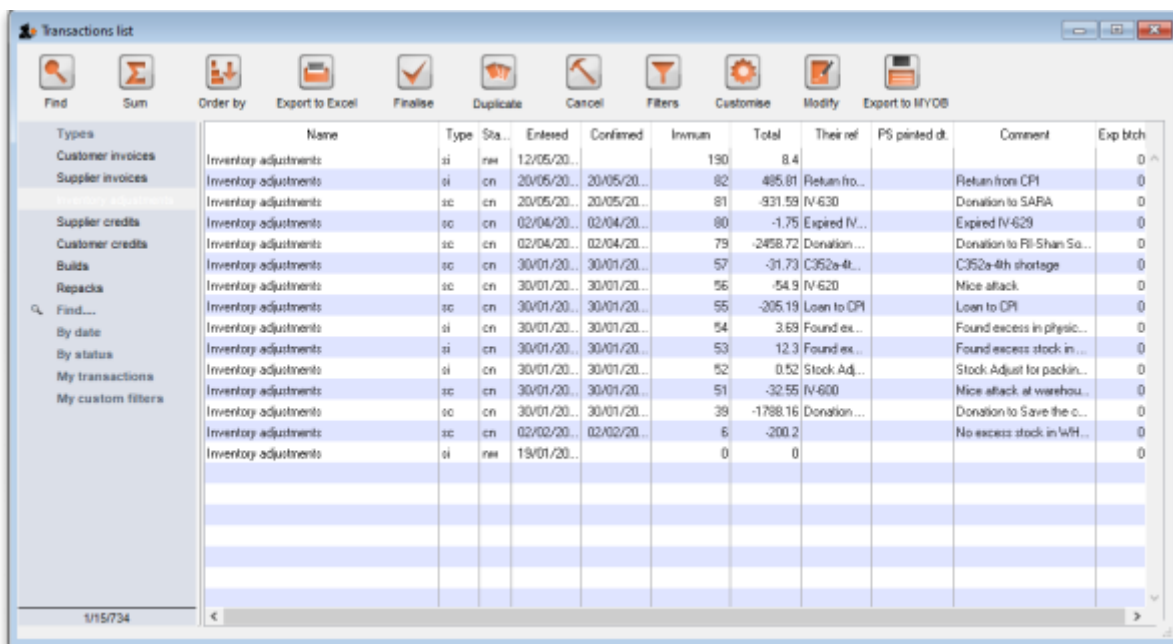 Transactions list
Find Sum Order by Export to Excel Finalise Duplicate Cancel Filters Customise Modify Export to MYOB
Types
Customer invoices
Supplier invoices
Inventory adjustments
Supplier credits
Customer credits
Builds
Repacks
Find....
By date
By status
My transactions
My custom filters
1/15/734
Name Type Sta... Entered Confirmed Invnum Total Their ref PS printed dt. Comment Exp btch
Inventory adjustments si nw 12/05/20... 190 8.4 0
Inventory adjustments si cn 20/05/20... 20/05/20... 82 485.81 Return fro... Return from CPI 0
Inventory adjustments sc cn 20/05/20... 20/05/20... 81 -931.59 IV-630 Donation to SARA 0
Inventory adjustments sc cn 02/04/20... 02/04/20... 80 -1.75 Expired IV... Expired IV-629 0
Inventory adjustments sc cn 02/04/20... 02/04/20... 79 -2458.72 Donation ... Donation to RI-Shan So... 0
Inventory adjustments sc cn 30/01/20... 30/01/20... 57 -31.73 C352a-4t... C352a-4th shortage 0
Inventory adjustments sc cn 30/01/20... 30/01/20... 56 -54.9 IV-620 Mice attack 0
Inventory adjustments sc cn 30/01/20... 30/01/20... 55 -205.19 Loan to CPI Loan to CPI 0
Inventory adjustments si cn 30/01/20... 30/01/20... 54 3.69 Found ex... Found excess in physic... 0
Inventory adjustments si cn 30/01/20... 30/01/20... 53 12.3 Found ex... Found excess stock in ... 0
Inventory adjustments si cn 30/01/20... 30/01/20... 52 0.52 Stock Adj... Stock Adjust for packin... 0
Inventory adjustments sc cn 30/01/20... 30/01/20... 51 -32.55 IV-600 Mice attack at warehou... 0
Inventory adjustments sc cn 30/01/20... 30/01/20... 39 -1788.16 Donation ... Donation to Save the c... 0
Inventory adjustments sc cn 02/02/20... 02/02/20... 6 -200.2 No excess stock in WH... 0
Inventory adjustments si nw 19/01/20... 0 0 0